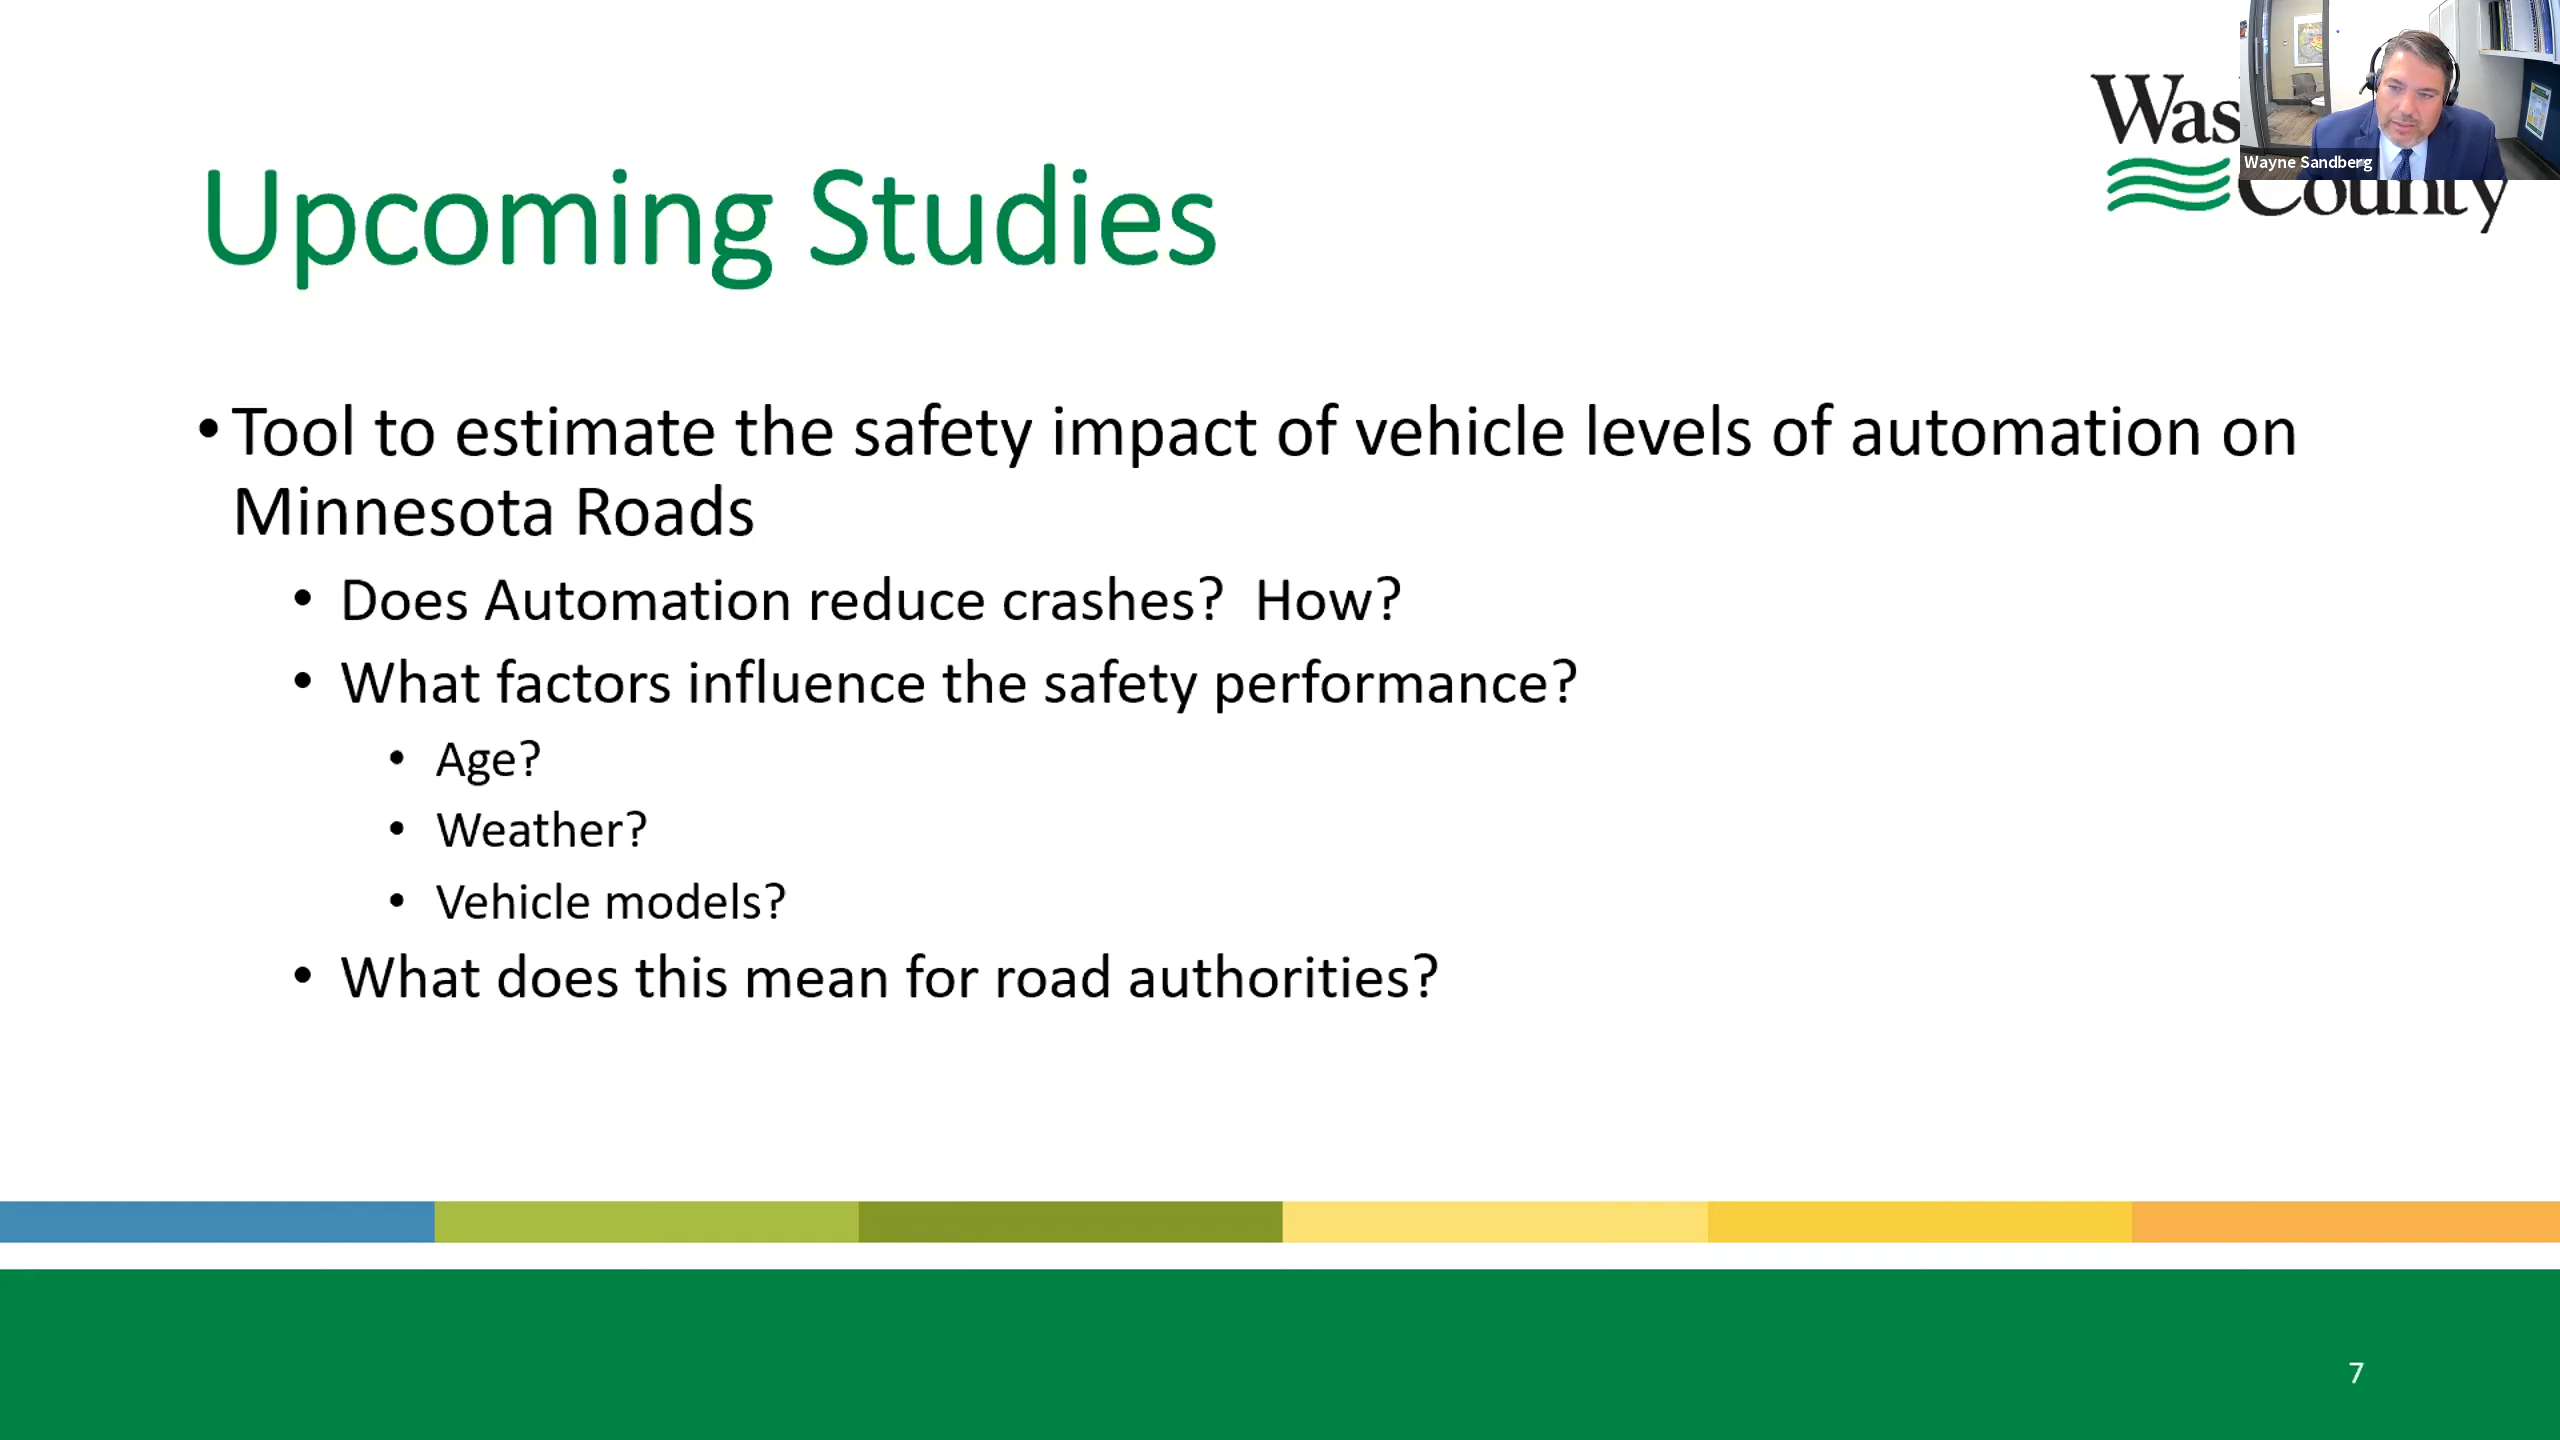 Upcoming Studies
Was
County
Wayne Sandberg
• Tool to estimate the safety impact of vehicle levels of automation on
Minnesota Roads
• Does Automation reduce crashes?  How?
• What factors influence the safety performance?
• Age?
• Weather?
• Vehicle models?
• What does this mean for road authorities?
7